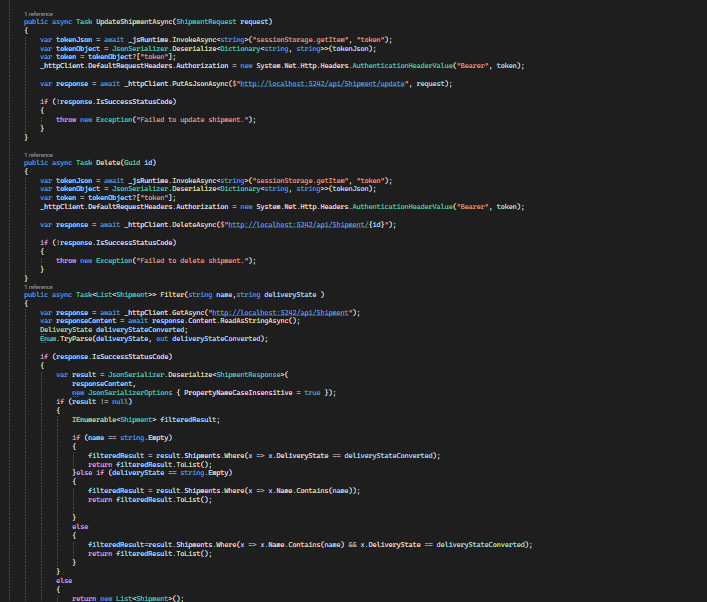 1 reference
public async Task UpdateShipmentAsync(ShipmentRequest request)
{
var tokenJson = await _jsRuntime.InvokeAsync<string>("sessionStorage.getItem", "token");
var tokenObject = JsonSerializer.Deserialize<Dictionary<string, string>>(tokenJson);
var token = tokenObject?["token"];
_httpClient.DefaultRequestHeaders.Authorization = new System.Net.Http.Headers.AuthenticationHeaderValue("Bearer", token);
var response = await _httpClient.PutAsJsonAsync($"http://localhost:5242/api/Shipment/update", request);
if (!response.IsSuccessStatusCode)
{
throw new Exception("Failed to update shipment.");
}
}
1 reference
public async Task Delete(Guid id)
{
var tokenJson = await _jsRuntime.InvokeAsync<string>("sessionStorage.getItem", "token");
var tokenObject = JsonSerializer.Deserialize<Dictionary<string, string>>(tokenJson);
var token = tokenObject?["token"];
_httpClient.DefaultRequestHeaders.Authorization = new System.Net.Http.Headers.AuthenticationHeaderValue("Bearer", token);
var response = await _httpClient.DeleteAsync($"http://localhost:5242/api/Shipment/{id}");
if (!response.IsSuccessStatusCode)
{
throw new Exception("Failed to delete shipment.");
}
}
1 reference
public async Task<List<Shipment>> Filter(string name,string deliveryState )
{
var response = await _httpClient.GetAsync("http://localhost:5242/api/Shipment");
var responseContent = await response.Content.ReadAsStringAsync();
DeliveryState deliveryStateConverted;
Enum.TryParse(deliveryState, out deliveryStateConverted);
if (response.IsSuccessStatusCode)
{
var result = JsonSerializer.Deserialize<ShipmentResponse>(
responseContent,
new JsonSerializerOptions { PropertyNameCaseInsensitive = true });
if (result != null)
{
IEnumerable<Shipment> filteredResult;
if (name == string.Empty)
{
filteredResult = result.Shipments.Where(x => x.DeliveryState == deliveryStateConverted);
return filteredResult.ToList();
}else if (deliveryState == string.Empty)
{
filteredResult = result.Shipments.Where(x => x.Name.Contains(name));
return filteredResult.ToList();
}
else
{
filteredResult=result.Shipments.Where(x => x.Name.Contains(name) && x.DeliveryState == deliveryStateConverted);
return filteredResult.ToList();
}
}
else
{
return new List<Shipment>();